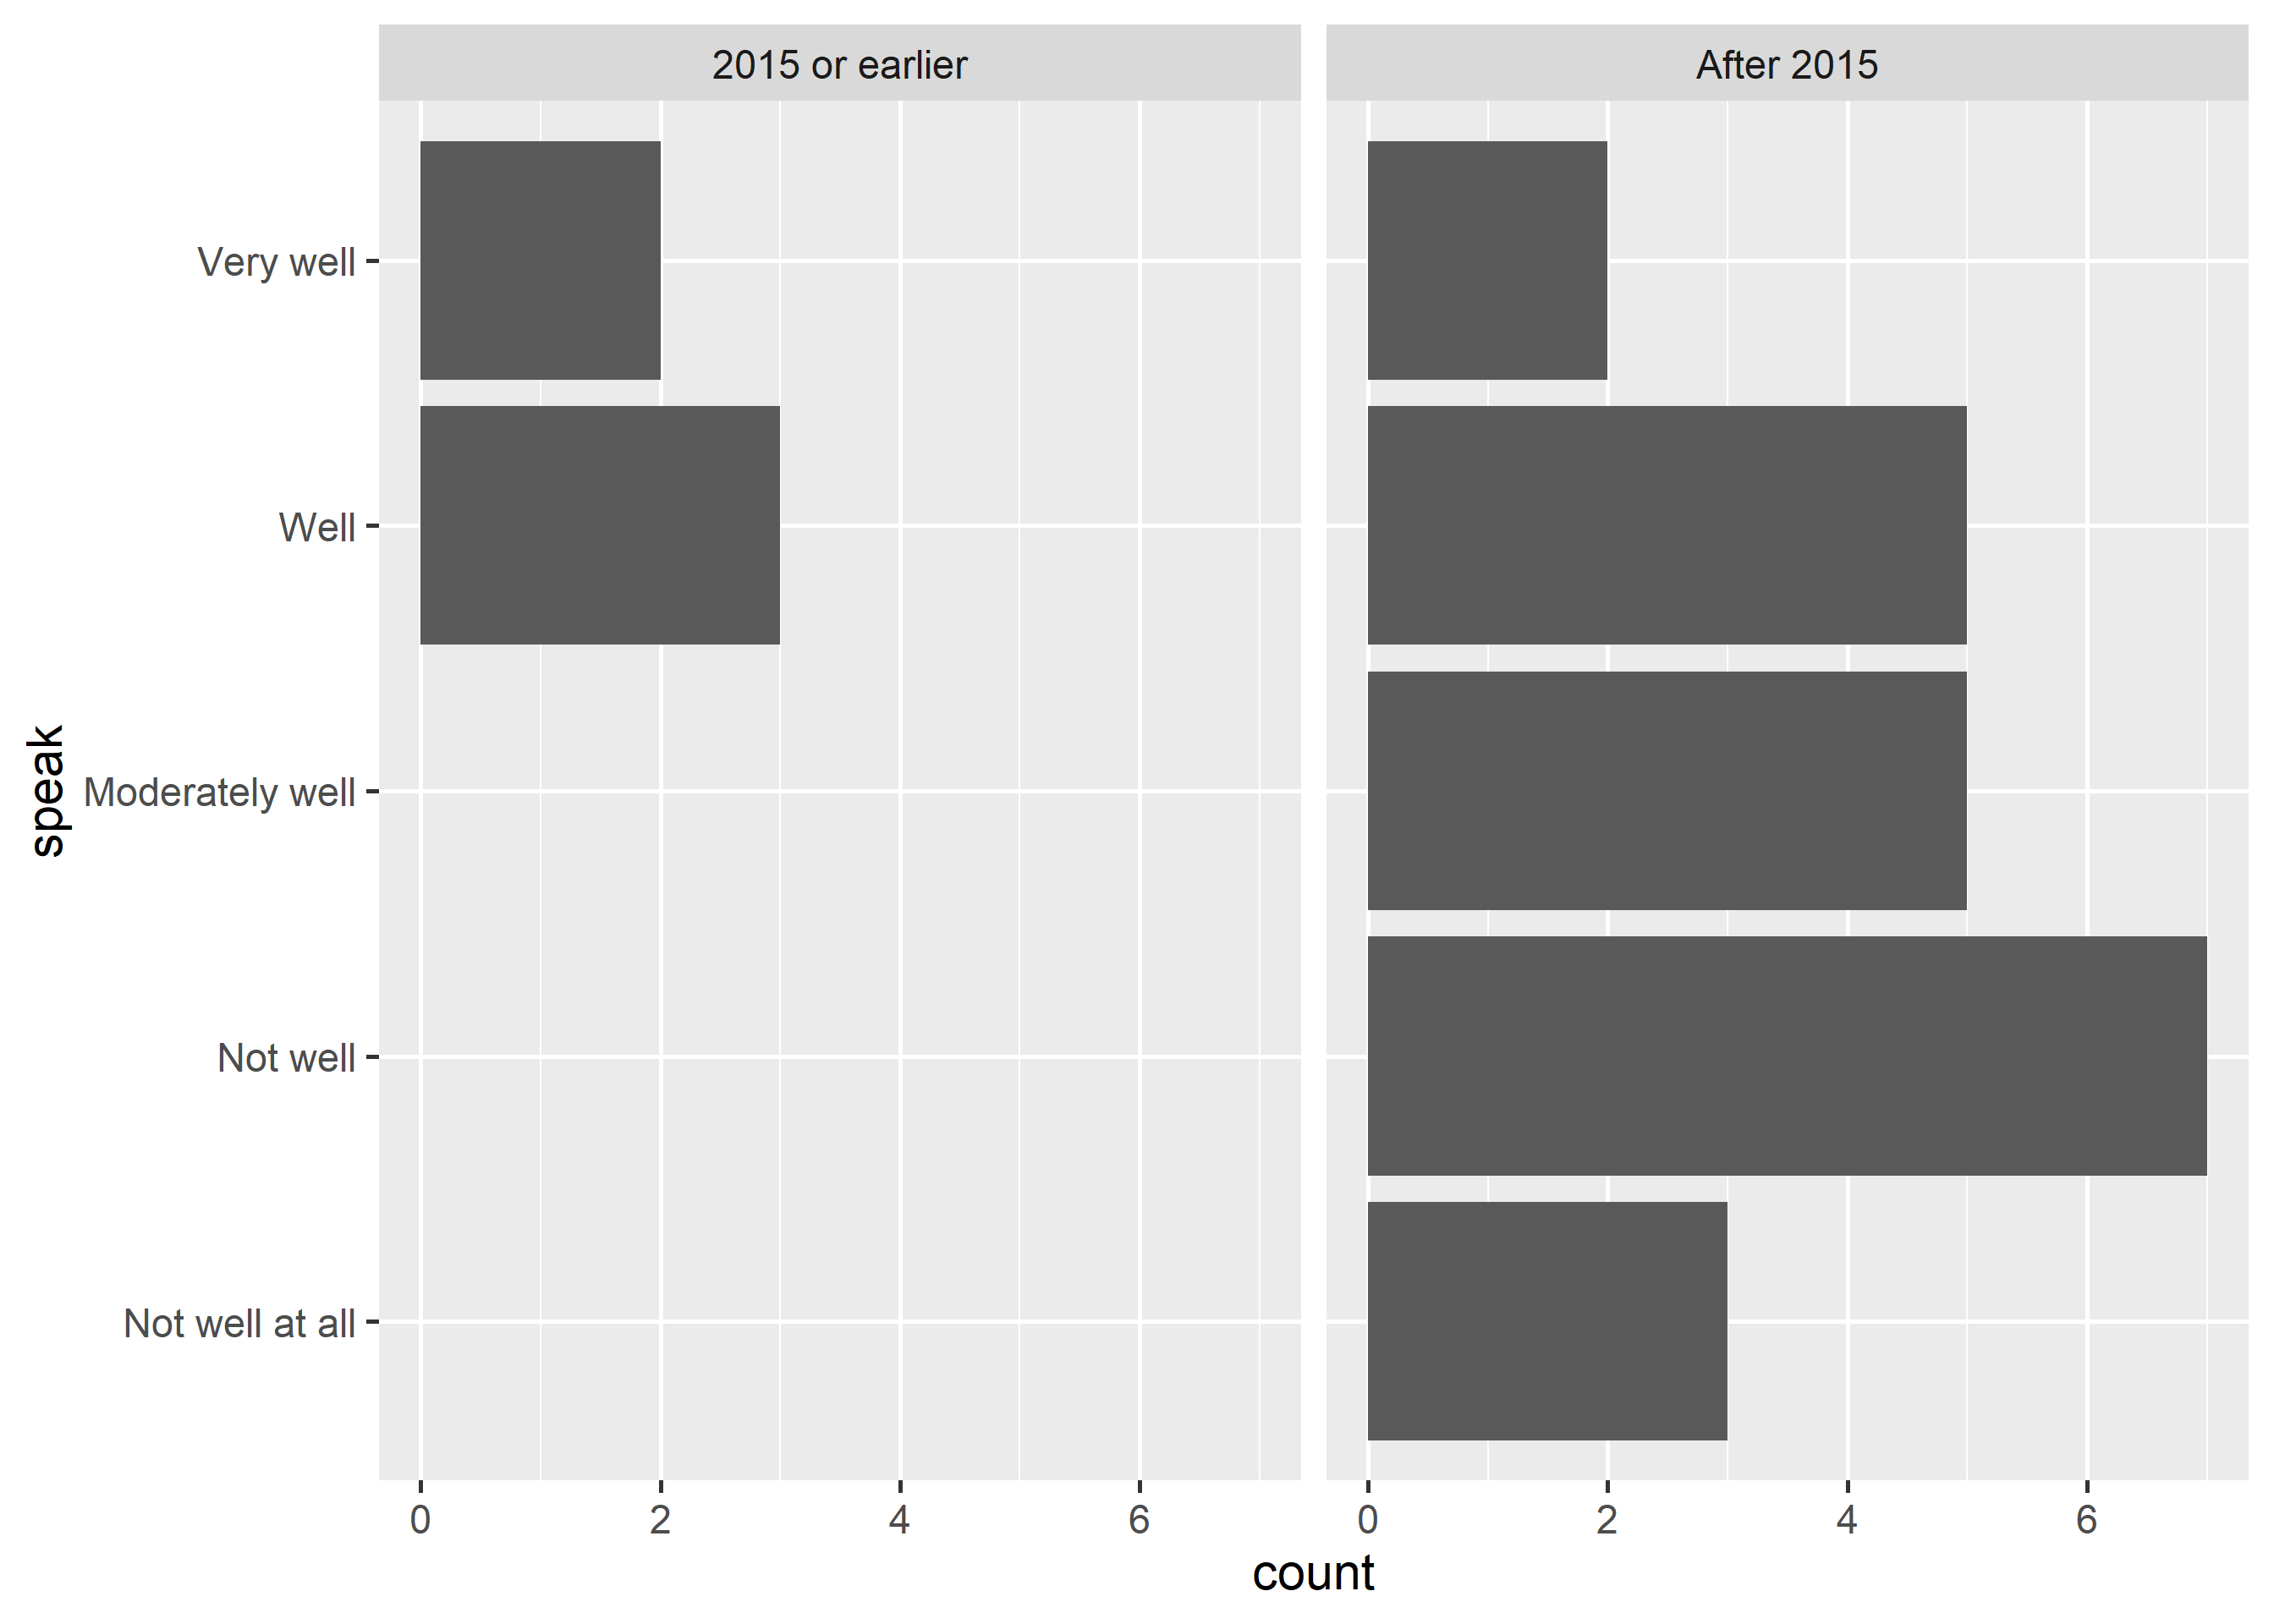 2015 or earlier
After 2015
Very well
Well
Moderately well
Not well
Not well at all
speak
0 2 4 6
0 2 4 6
count